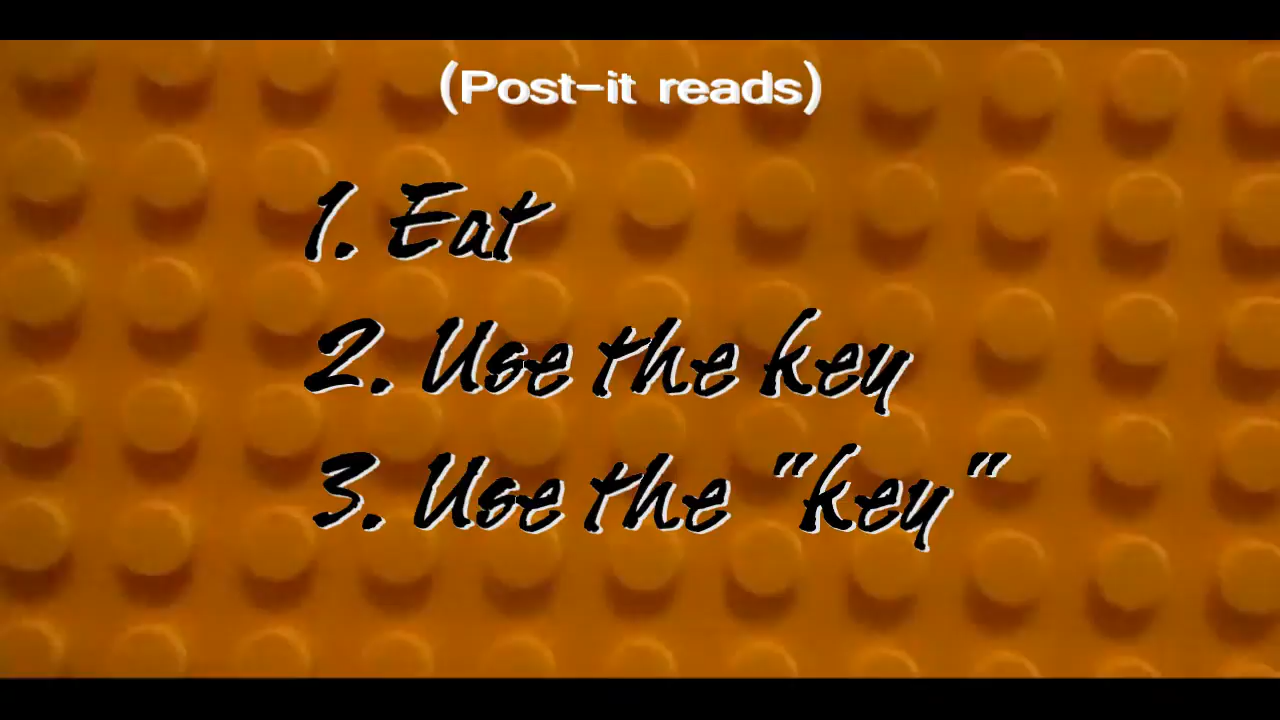 (Post-it reads)
1. Eat
2. Use the key
3. Use the "key"